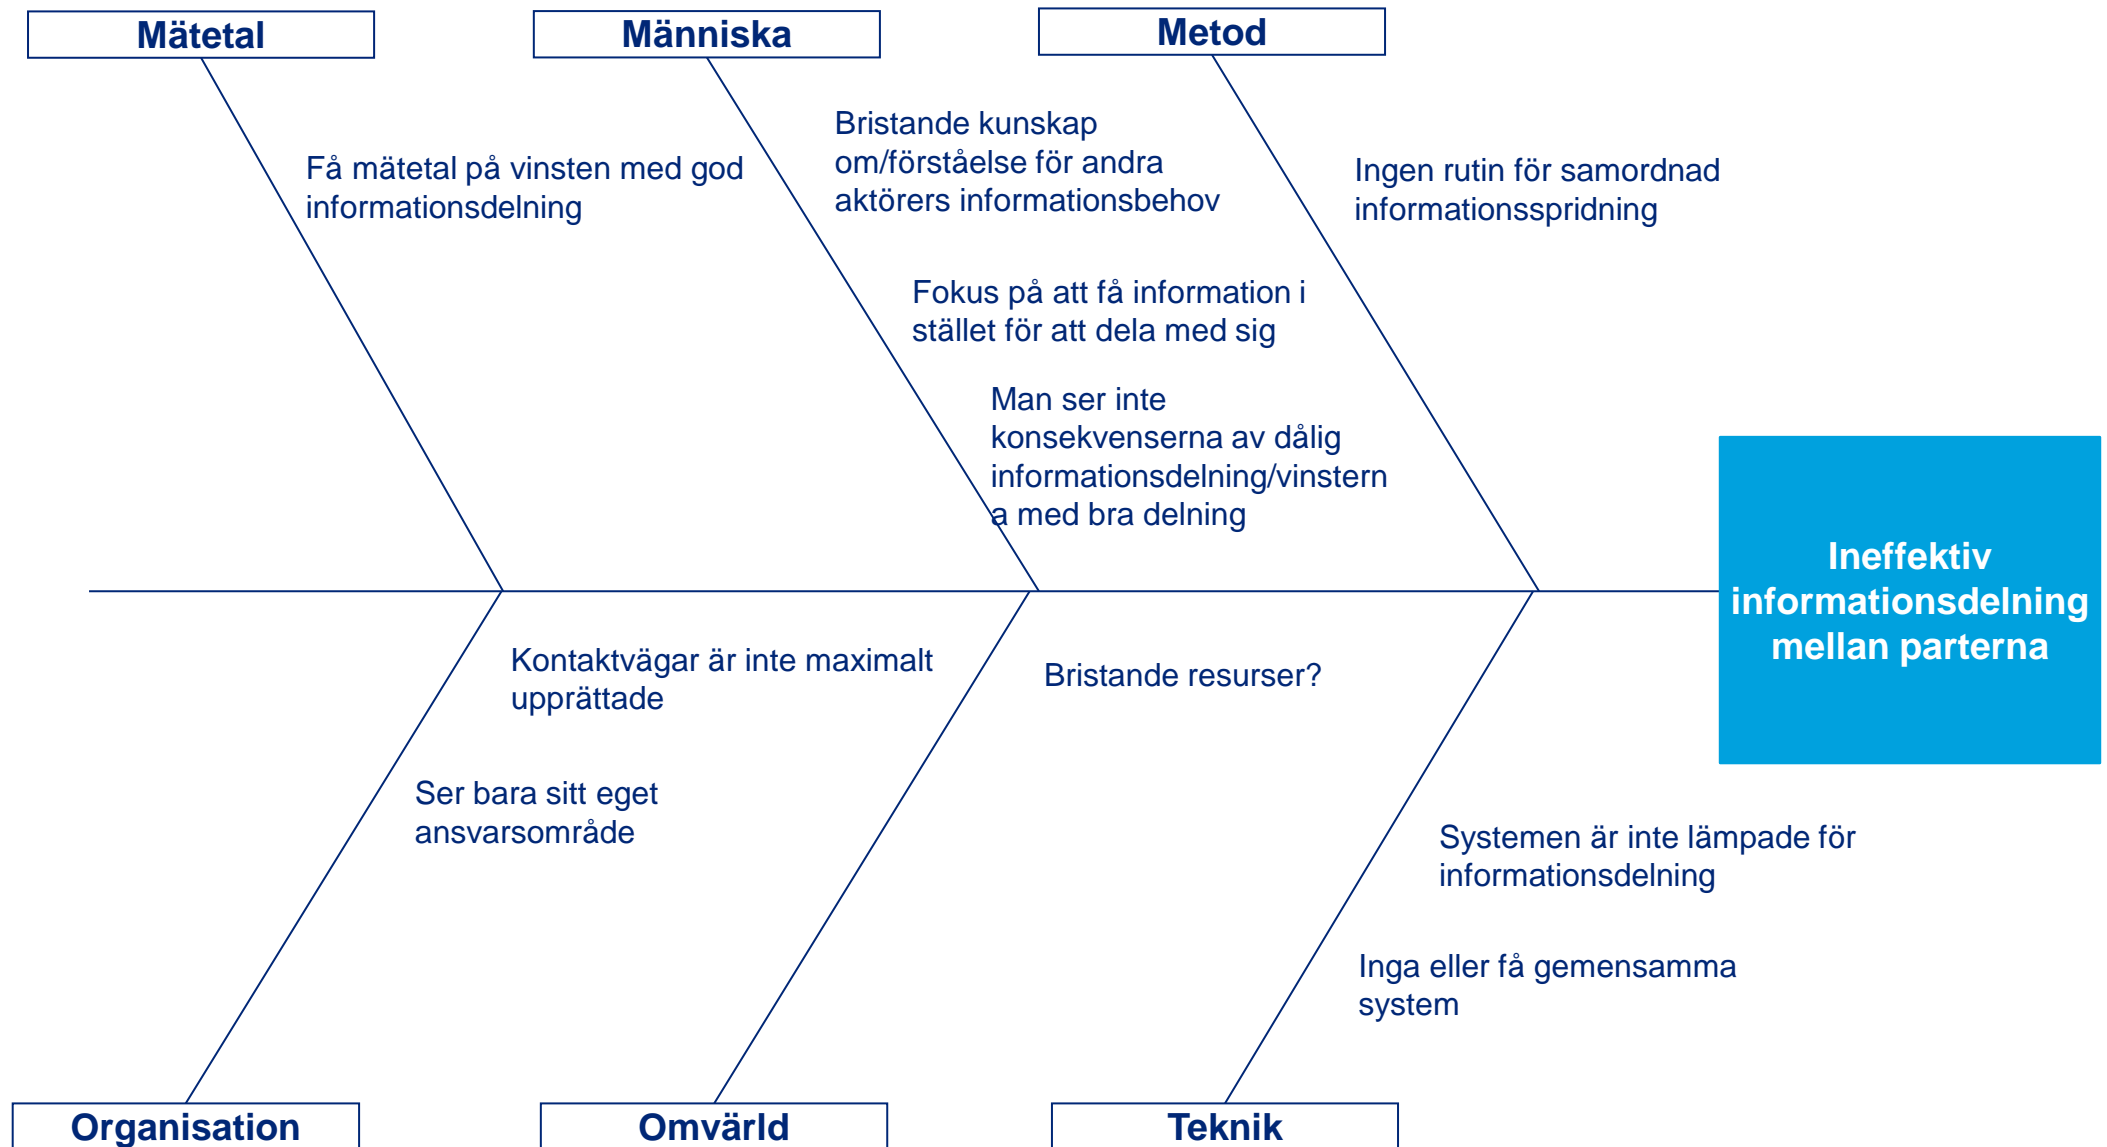 Mätetal
Människa
Metod
Få mätetal på vinsten med god
informationsdelning
Bristande kunskap
om/förståelse för andra
aktörers informationsbehov
Fokus på att få information i
stället för att dela med sig
Man ser inte
konsekvenserna av dålig
informationsdelning/vinstern
a med bra delning
Ingen rutin för samordnad
informationsspridning
Ineffektiv
informationsdelning
mellan parterna
Kontaktvägar är inte maximalt
upprättade
Ser bara sitt eget
ansvarsområde
Bristande resurser?
Systemen är inte lämpade för
informationsdelning
Inga eller få gemensamma
system
Organisation
Omvärld
Teknik